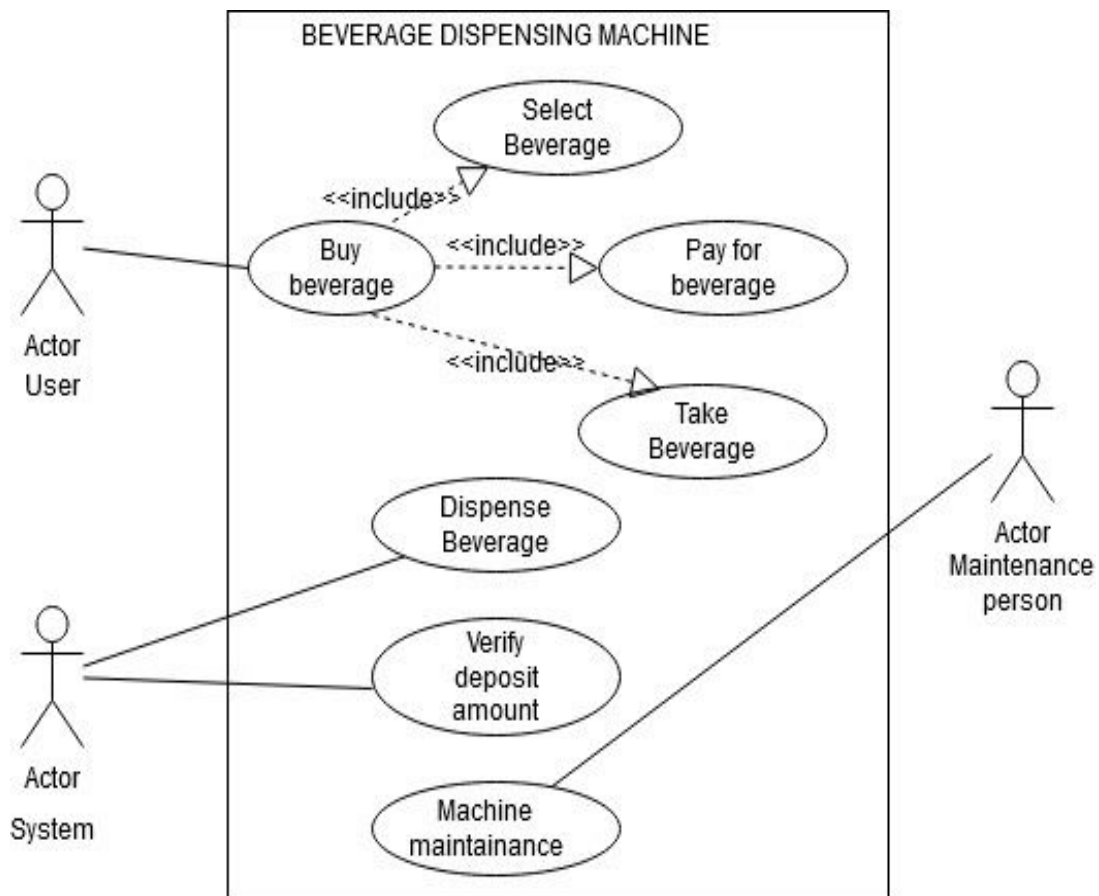 BEVERAGE DISPENSING MACHINE
Select
Beverage
<<include>>
Buy
beverage
<<include>>
Pay for
beverage
<<include>>
Take
Beverage
Actor
User
Dispense
Beverage
Actor
Maintenance
person
Verify
deposit
amount
Actor
System
Machine
maintainance